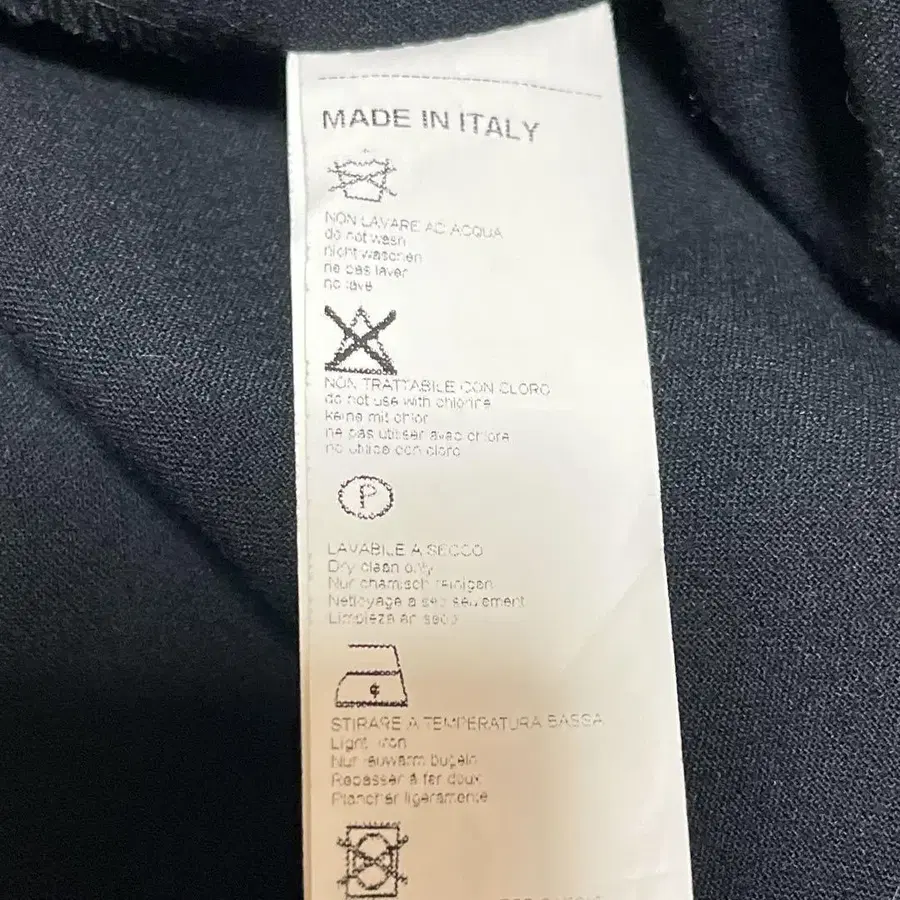 MADE IN ITALY
NON LAVARE AD ACQUA
do not wash
nicht waschen
ne pas laver
no lave
NON TRATTABILE CON CLORO
do not use with chlorine
keine mit chlor
ne pas utiliser avec chlore
no utilice con cloro
P
LAVABILE A SECCO
Dry clean only
Nur chamisch reinigen
Nettoyage a sec seulement
Limpieza en seco
STIRARE A TEMPERATURA BASSA
Light iron
Nur lauwarm bugeln
Repasser á fer doux
Planchar ligeramente